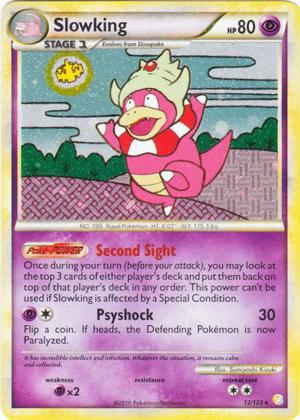 Slowking
HP 80
STAGE 1
Evolves from Slowpoke
NO. 199 Royal Pokémon HT. 6'07" WT. 175.3 lbs.
Poké-POWER Second Sight
Once during your turn (before your attack), you may look at
the top 3 cards of either player's deck and put them back on
top of that player's deck in any order. This power can't be
used if Slowking is affected by a Special Condition.
Psyshock 30
Flip a coin. If heads, the Defending Pokémon is now
Paralyzed.
It has incredible intellect and intuition. Whatever the situation, it remains
calm and collected.
Illus. Sumiyoshi Kizuki
weakness resistance retreat cost
×2
©2010 Pokémon/Nintendo
12/123 ★